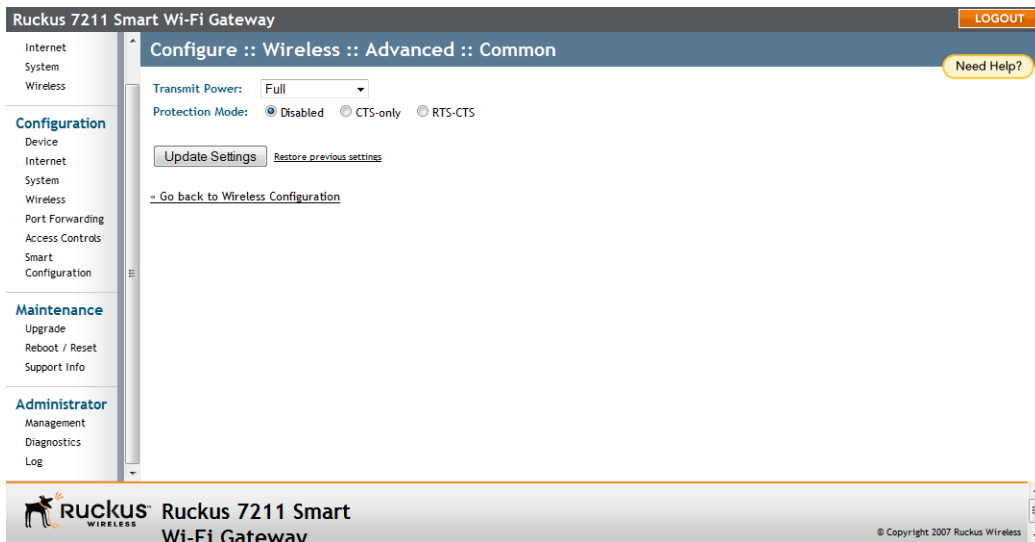 Ruckus 7211 Smart Wi-Fi Gateway
LOGOUT
Need Help?
Internet
System
Wireless
Configuration
Device
Internet
System
Wireless
Port Forwarding
Access Controls
Smart
Configuration
Maintenance
Upgrade
Reboot / Reset
Support Info
Administrator
Management
Diagnostics
Log
Configure :: Wireless :: Advanced :: Common
Transmit Power: Full
Protection Mode: Disabled CTS-only RTS-CTS
Update Settings Restore previous settings
« Go back to Wireless Configuration
Ruckus WIRELESS
Ruckus 7211 Smart
Wi-Fi Gateway
© Copyright 2007 Ruckus Wireless